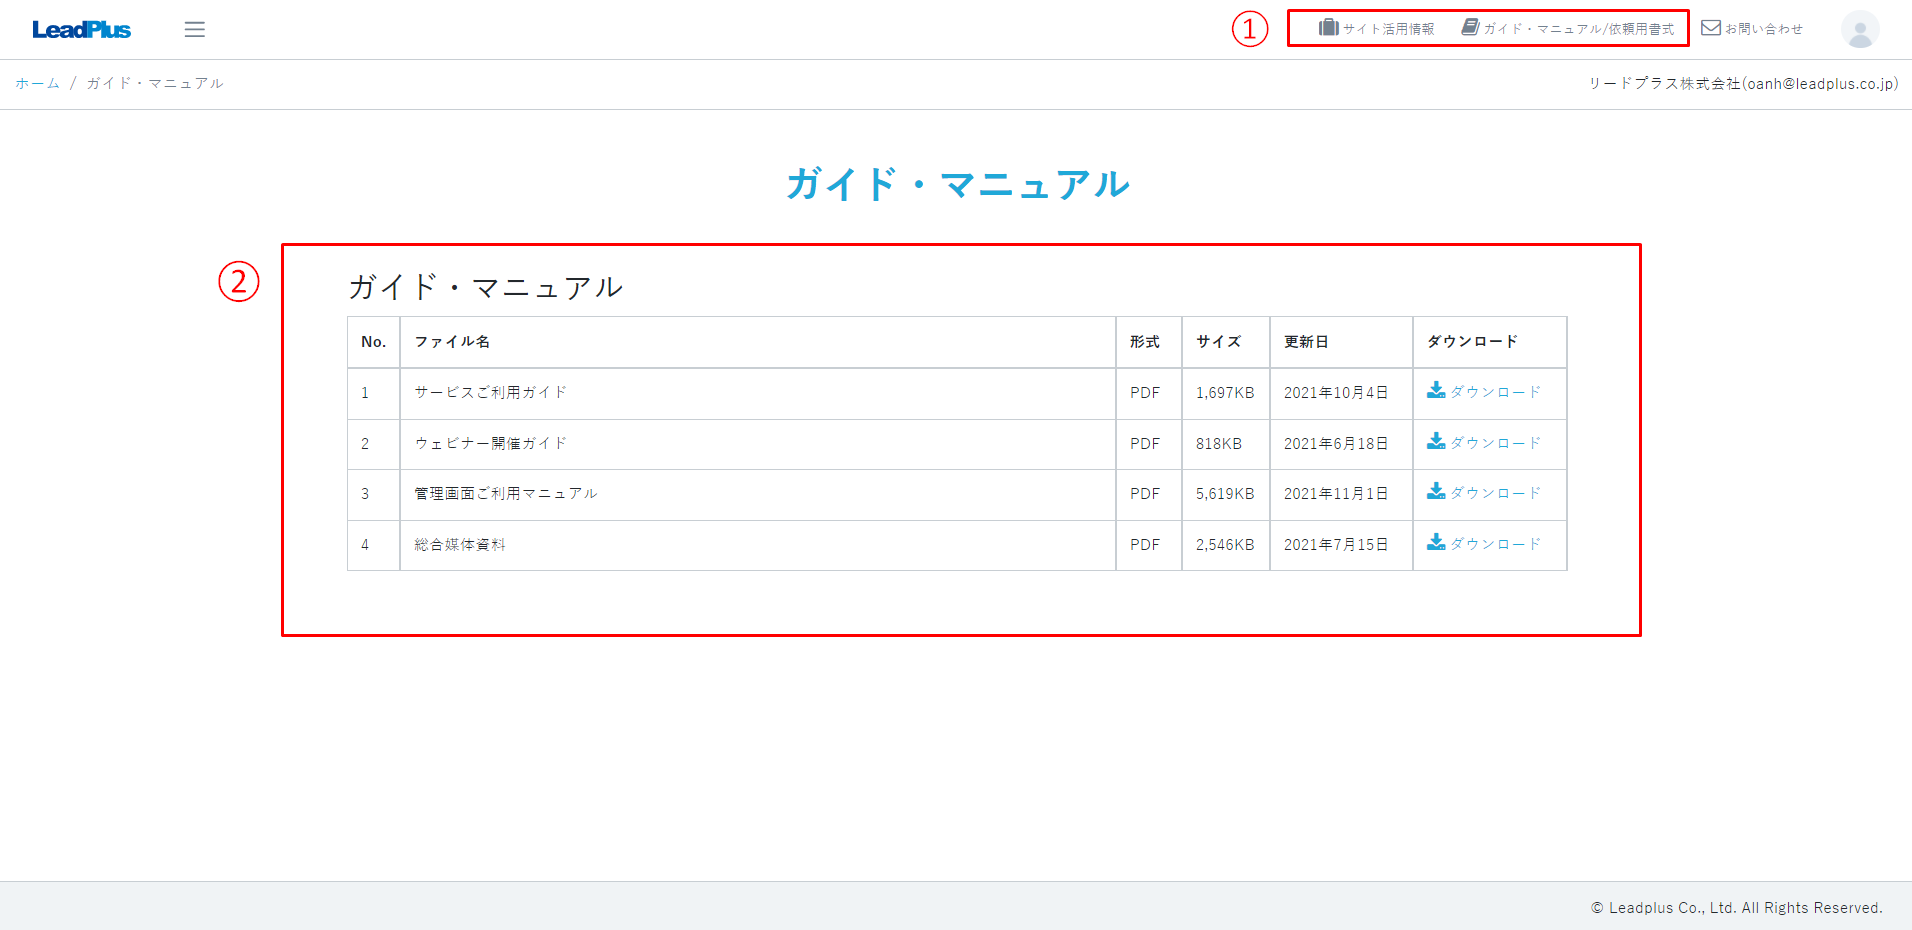 LeadPlus
① サイト活用情報 ガイド・マニュアル/依頼用書式 お問い合わせ
ホーム / ガイド・マニュアル リードプラス株式会社(oanh@leadplus.co.jp)
ガイド・マニュアル
②
ガイド・マニュアル
No. ファイル名 形式 サイズ 更新日 ダウンロード
1 サービスご利用ガイド PDF 1,697KB 2021年10月4日 ダウンロード
2 ウェビナー開催ガイド PDF 818KB 2021年6月18日 ダウンロード
3 管理画面ご利用マニュアル PDF 5,619KB 2021年11月1日 ダウンロード
4 総合媒体資料 PDF 2,546KB 2021年7月15日 ダウンロード
© Leadplus Co., Ltd. All Rights Reserved.